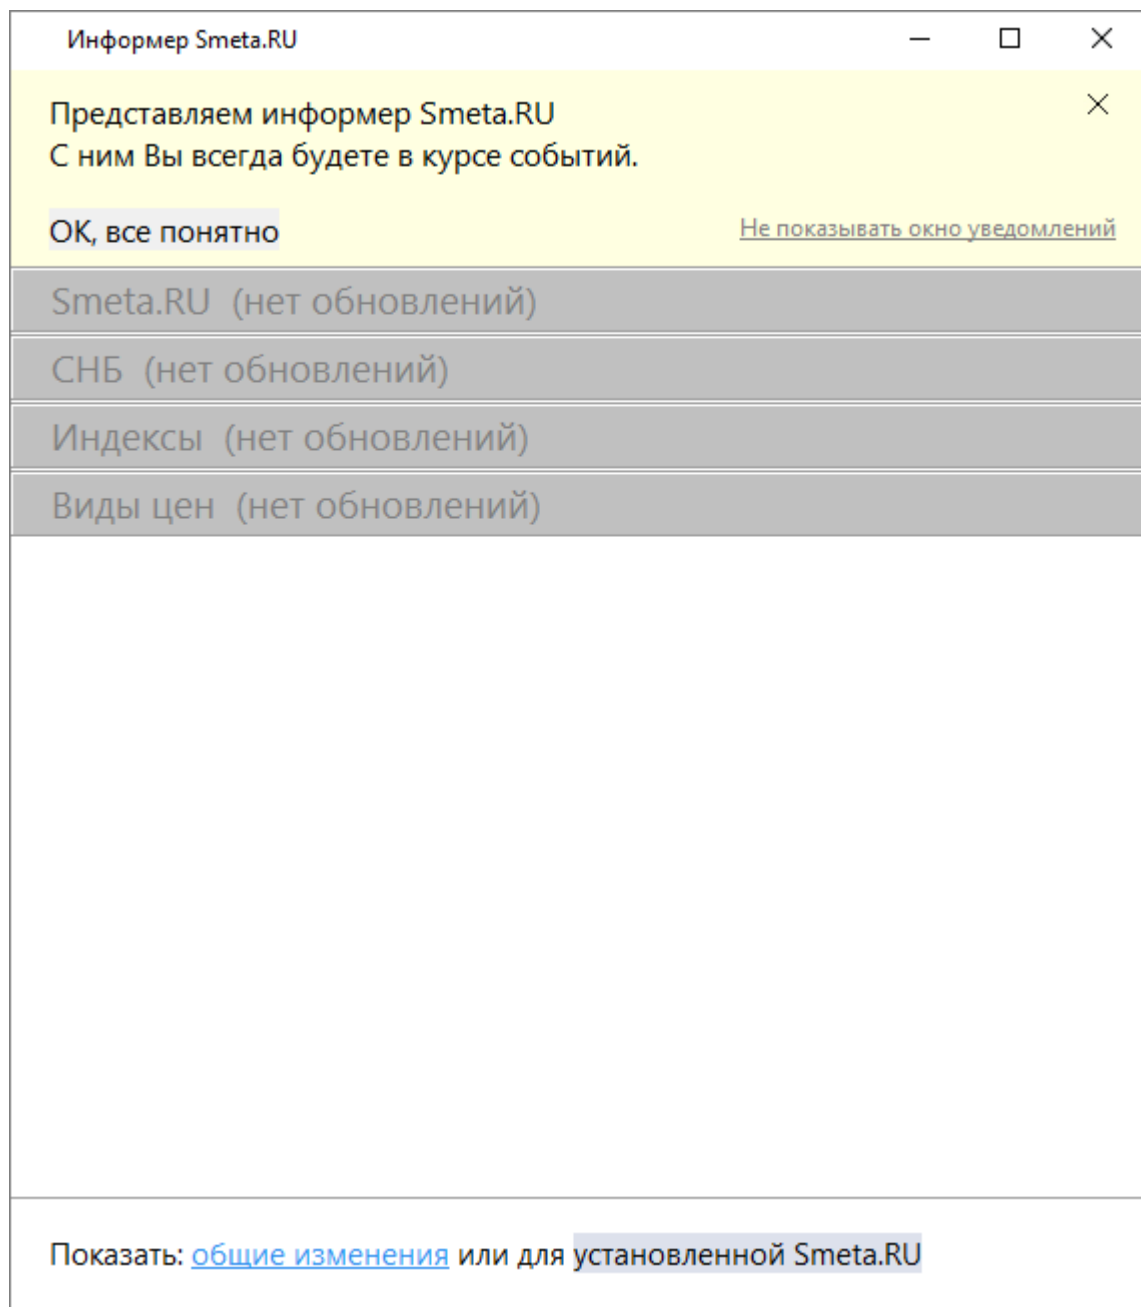 Информер Smeta.RU
Представляем информер Smeta.RU
С ним Вы всегда будете в курсе событий.
ОК, все понятно
Не показывать окно уведомлений
Smeta.RU (нет обновлений)
СНБ (нет обновлений)
Индексы (нет обновлений)
Виды цен (нет обновлений)
Показать: общие изменения или для установленной Smeta.RU